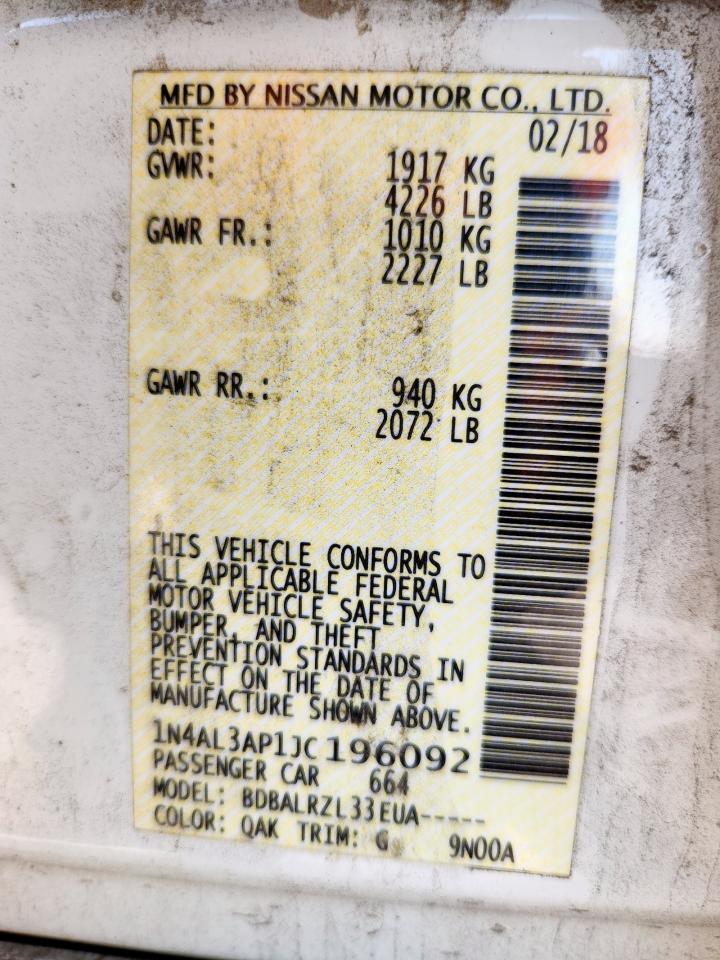 MFD BY NISSAN MOTOR CO., LTD.
DATE: 02/18
GVWR: 1917 KG
4226 LB
GAWR FR.: 1010 KG
2227 LB
GAWR RR.: 940 KG
2072 LB
THIS VEHICLE CONFORMS TO
ALL APPLICABLE FEDERAL
MOTOR VEHICLE SAFETY,
BUMPER, AND THEFT
PREVENTION STANDARDS IN
EFFECT ON THE DATE OF
MANUFACTURE SHOWN ABOVE.
1N4AL3AP1JC196092
PASSENGER CAR 664
MODEL: BDBALRZL33EUA-----
COLOR: QAK TRIM: G 9N00A